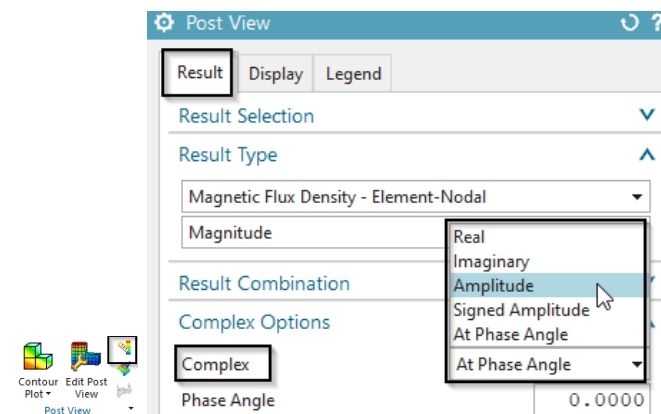 Post View
?
Result Display Legend
Result Selection
Result Type
Magnetic Flux Density - Element-Nodal
Magnitude
Real
Imaginary
Amplitude
Signed Amplitude
At Phase Angle
Result Combination
Complex Options
Complex
At Phase Angle
Phase Angle
0.0000
Contour Plot
Edit Post View
Post View